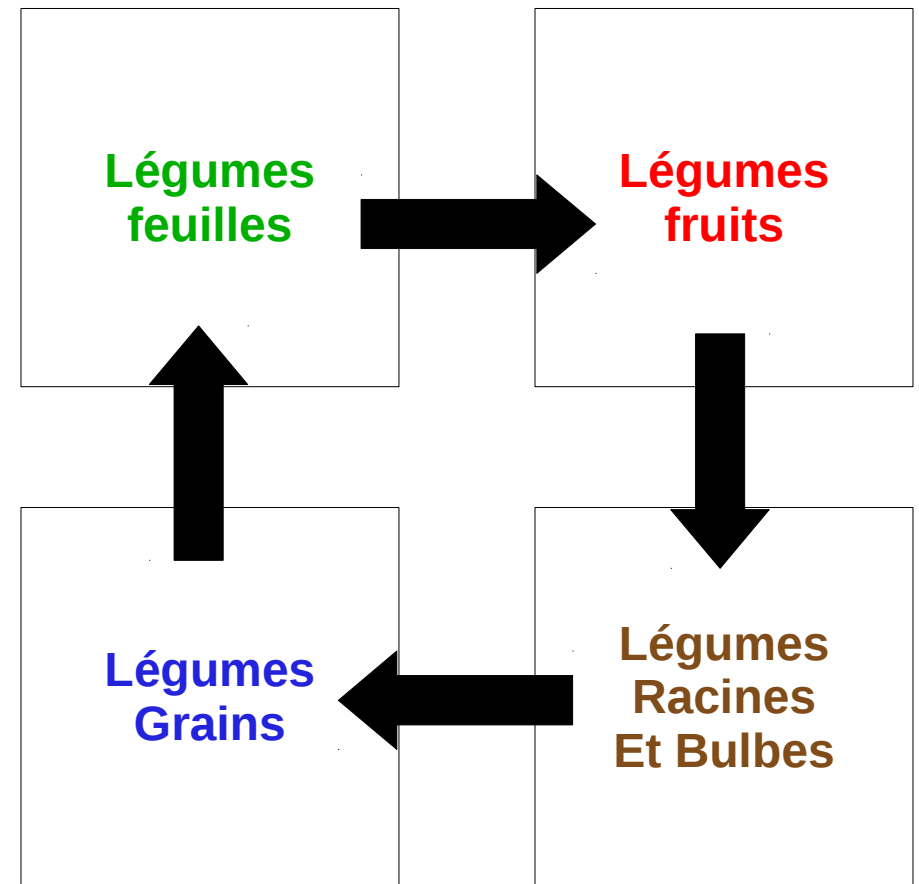 Légumes
feuilles
Légumes
fruits
Légumes
Grains
Légumes
Racines
Et Bulbes